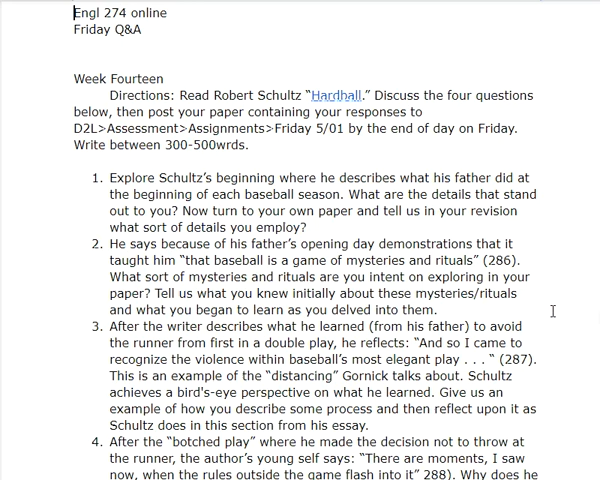 Engl 274 online
Friday Q&A
Week Fourteen
Directions: Read Robert Schultz “Hardball.” Discuss the four questions
below, then post your paper containing your responses to
D2L>Assessment>Assignments>Friday 5/01 by the end of day on Friday.
Write between 300-500wrds.
1. Explore Schultz’s beginning where he describes what his father did at
the beginning of each baseball season. What are the details that stand
out to you? Now turn to your own paper and tell us in your revision
what sort of details you employ?
2. He says because of his father’s opening day demonstrations that it
taught him “that baseball is a game of mysteries and rituals” (286).
What sort of mysteries and rituals are you intent on exploring in your
paper? Tell us what you knew initially about these mysteries/rituals
and what you began to learn as you delved into them.
3. After the writer describes what he learned (from his father) to avoid
the runner from first in a double play, he reflects: “And so I came to
recognize the violence within baseball’s most elegant play . . . “ (287).
This is an example of the “distancing” Gornick talks about. Schultz
achieves a bird's-eye perspective on what he learned. Give us an
example of how you describe some process and then reflect upon it as
Schultz does in this section from his essay.
4. After the “botched play” where he made the decision not to throw at
the runner, the author’s young self says: “There are moments, I saw
now, when the rules outside the game flash into it” 288). Why does he